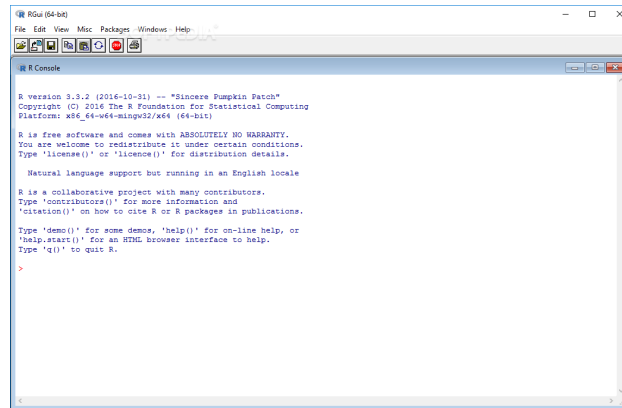 RGui (64-bit)
File Edit View Misc Packages Windows Help
STOP
R Console
R version 3.3.2 (2016-10-31) -- "Sincere Pumpkin Patch"
Copyright (C) 2016 The R Foundation for Statistical Computing
Platform: x86_64-w64-mingw32/x64 (64-bit)
R is free software and comes with ABSOLUTELY NO WARRANTY.
You are welcome to redistribute it under certain conditions.
Type 'license()' or 'licence()' for distribution details.
Natural language support but running in an English locale
R is a collaborative project with many contributors.
Type 'contributors()' for more information and
'citation()' on how to cite R or R packages in publications.
Type 'demo()' for some demos, 'help()' for on-line help, or
'help.start()' for an HTML browser interface to help.
Type 'q()' to quit R.
>